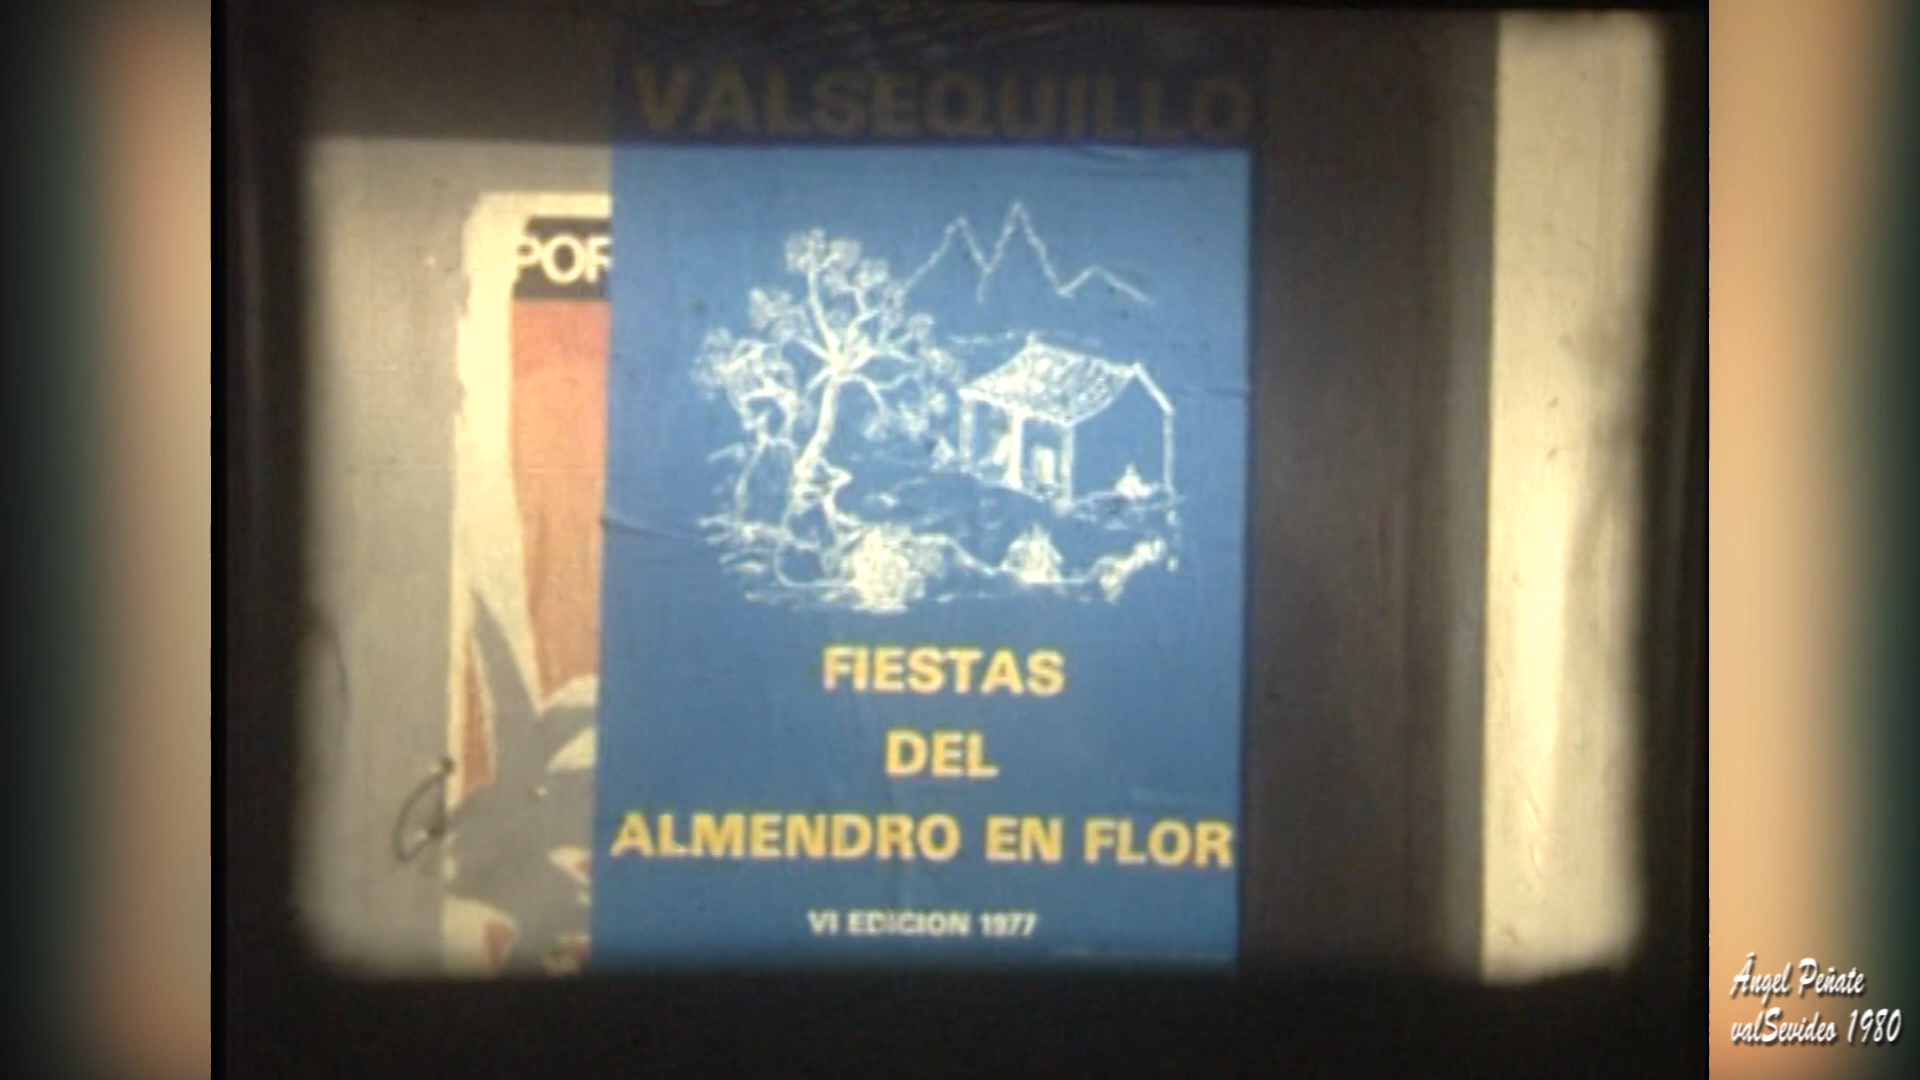 VALSEQUILLO
POR
FIESTAS
DEL
ALMENDRO EN FLOR
VI EDICION 1977
Ángel Peñate
valSevideo 1980